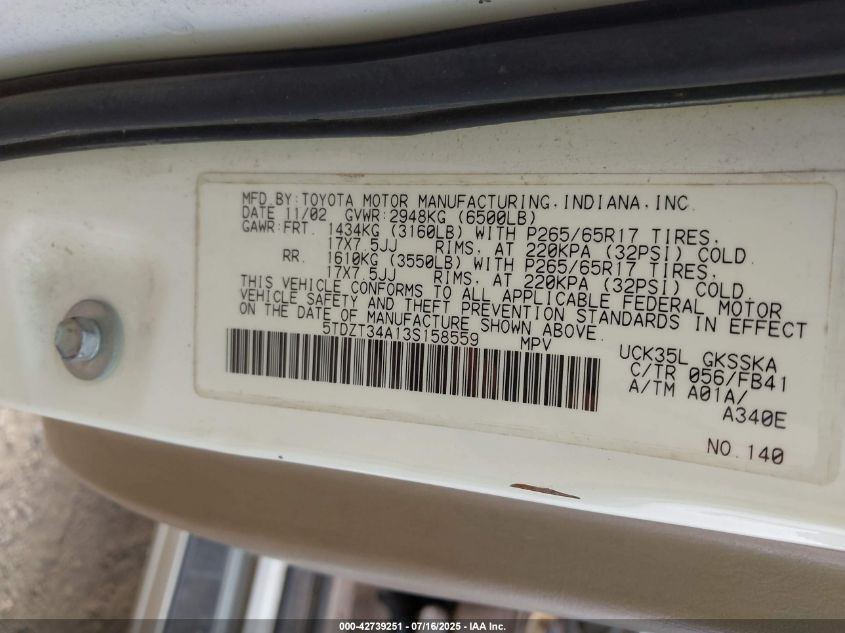 MFD.BY:TOYOTA MOTOR MANUFACTURING.INDIANA.INC.
DATE 11/02 GVWR:2948KG (6500LB)
GAWR:FRT. 1434KG (3160LB) WITH P265/65R17 TIRES,
17X7.5JJ RIMS, AT 220KPA (32PSI) COLD.
RR. 1610KG (3550LB) WITH P265/65R17 TIRES,
17X7.5JJ RIMS, AT 220KPA (32PSI) COLD.
THIS VEHICLE CONFORMS TO ALL APPLICABLE FEDERAL MOTOR
VEHICLE SAFETY AND THEFT PREVENTION STANDARDS IN EFFECT
ON THE DATE OF MANUFACTURE SHOWN ABOVE.
5TDZT34A13S158559 MPV
UCK35L GKSSKA
C/TR 056/FB41
A/TM A01A/
A340E
NO.140
000-42739251 - 07/16/2025 - IAA Inc.